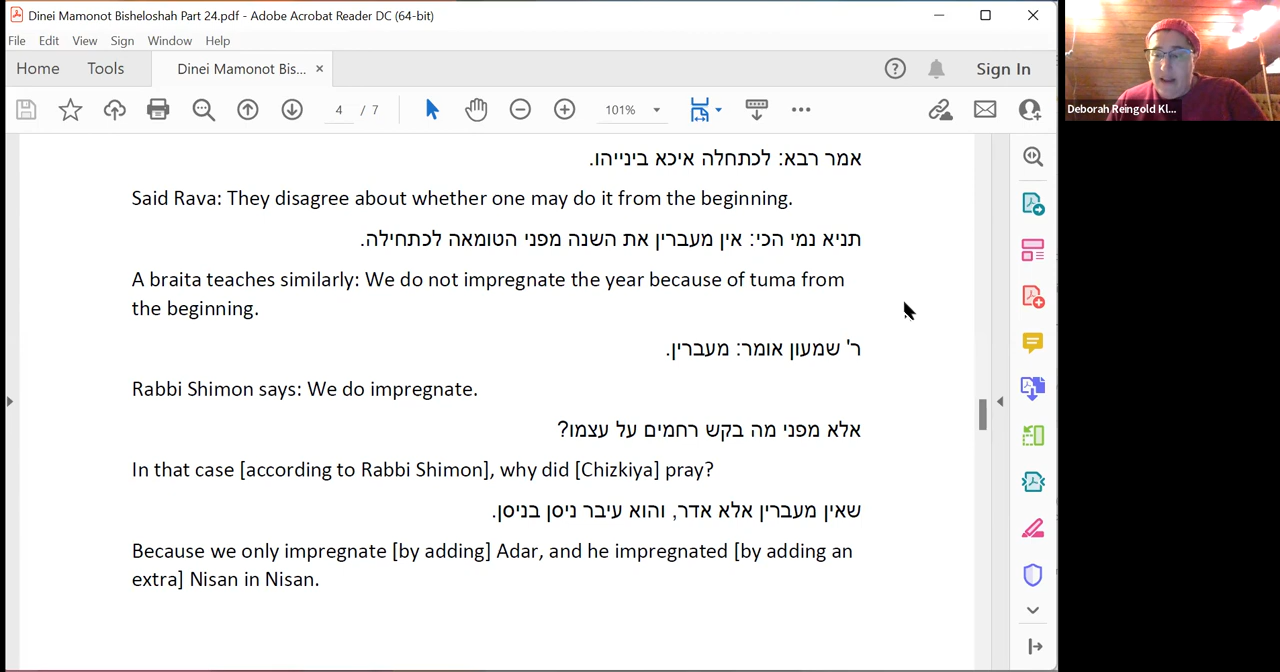 Dinei Mamonot Bisheloshah Part 24.pdf - Adobe Acrobat Reader DC (64-bit)
File Edit View Sign Window Help
Home Tools Dinei Mamonot Bis... × Sign In
4 / 7 101%
Deborah Reingold Kl...
אמר רבא: לכתחלה איכא בינייהו.
Said Rava: They disagree about whether one may do it from the beginning.
תניא נמי הכי: אין מעברין את השנה מפני הטומאה לכתחילה.
A braita teaches similarly: We do not impregnate the year because of tuma from
the beginning.
ר' שמעון אומר: מעברין.
Rabbi Shimon says: We do impregnate.
אלא מפני מה בקש רחמים על עצמו?
In that case [according to Rabbi Shimon], why did [Chizkiya] pray?
שאין מעברין אלא אדר, והוא עיבר ניסן בניסן.
Because we only impregnate [by adding] Adar, and he impregnated [by adding an
extra] Nisan in Nisan.